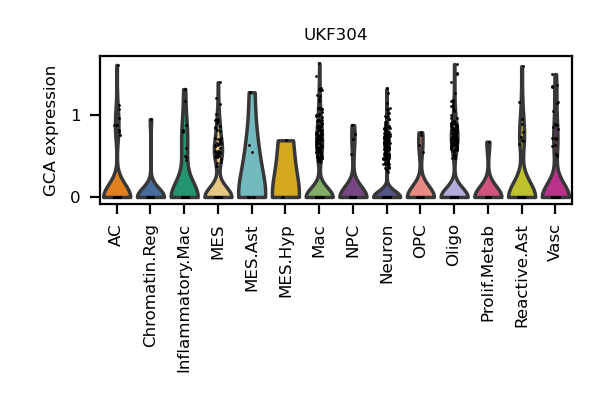 UKF304
GCA expression
1
0
AC
Chromatin.Reg
Inflammatory.Mac
MES
MES.Ast
MES.Hyp
Mac
NPC
Neuron
OPC
Oligo
Prolif.Metab
Reactive.Ast
Vasc